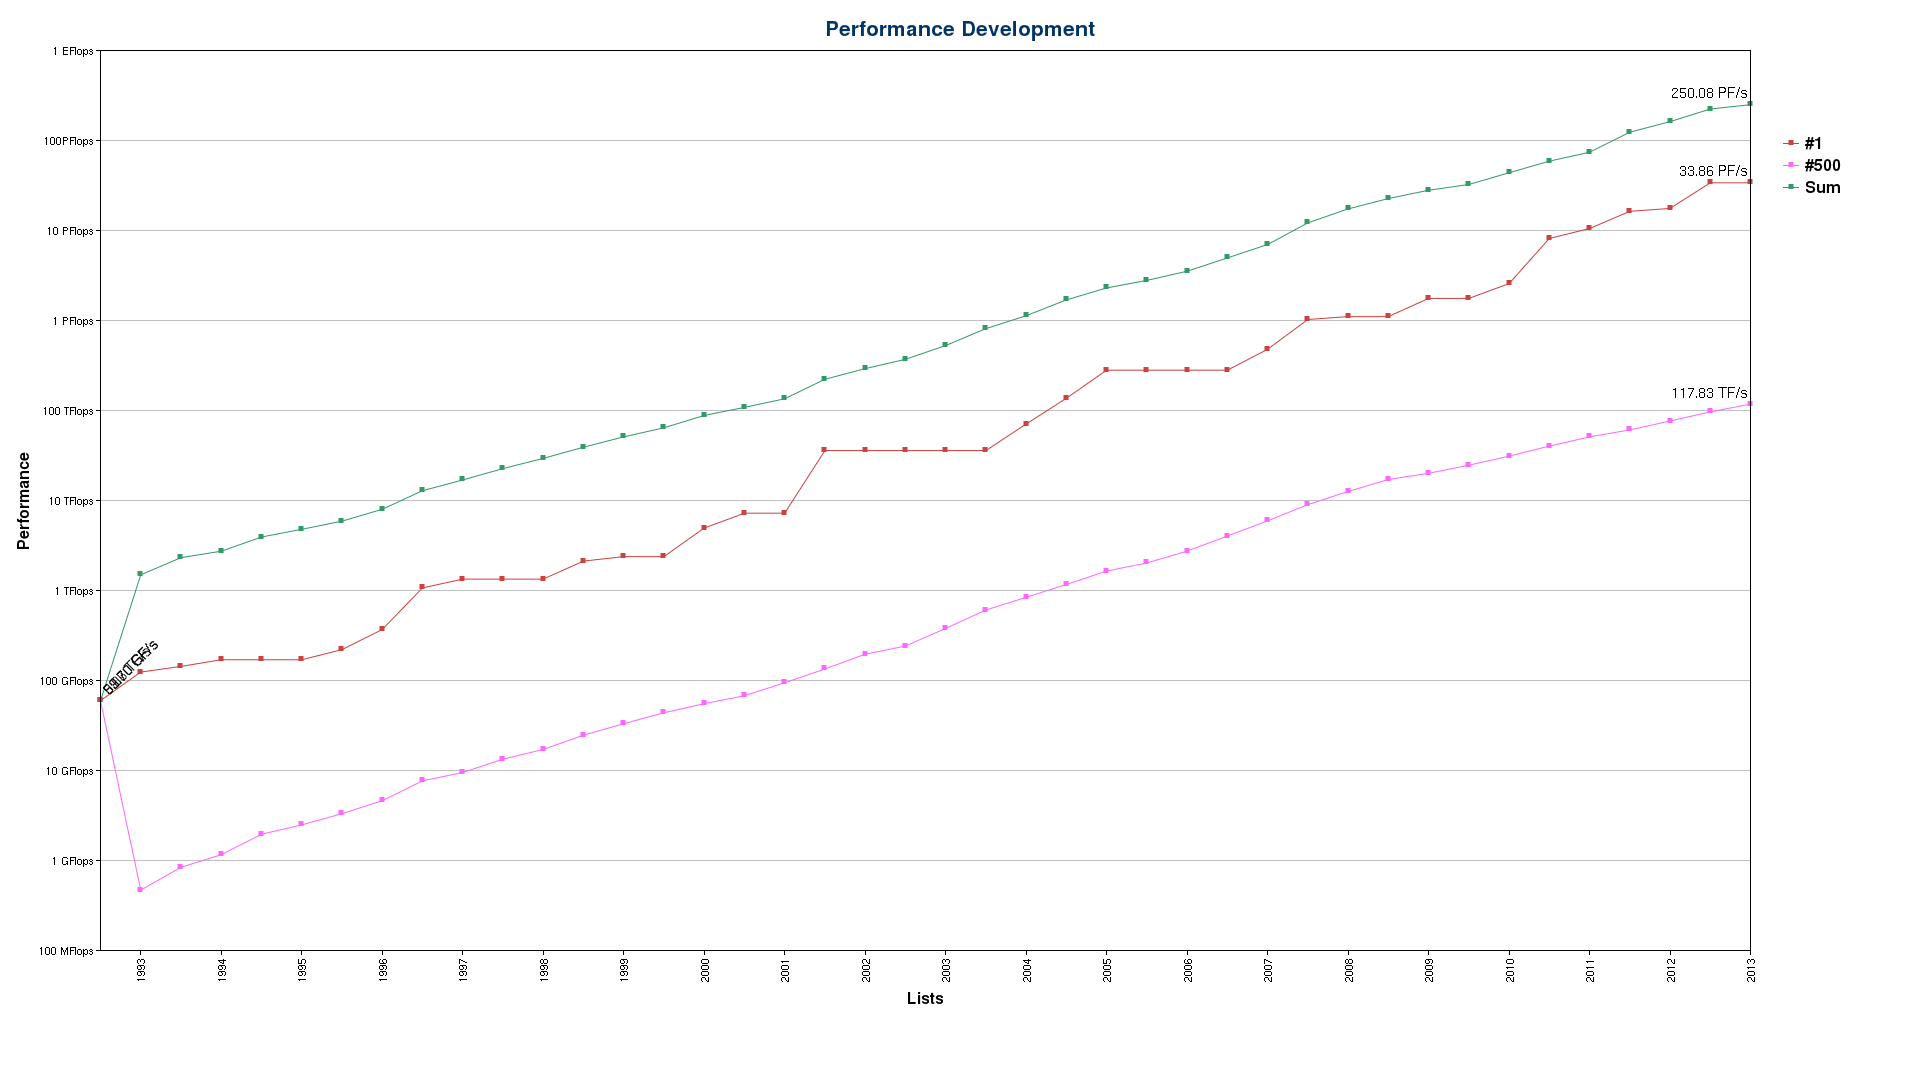 Performance Development
1 EFlops
100PFlops
10 PFlops
1 PFlops
100 TFlops
10 TFlops
1 TFlops
100 GFlops
10 GFlops
1 GFlops
100 MFlops
Performance
250.08 PF/s
33.86 PF/s
117.83 TF/s
#1
#500
Sum
1993
1994
1995
1996
1997
1998
1999
2000
2001
2002
2003
2004
2005
2006
2007
2008
2009
2010
2011
2012
2013
Lists